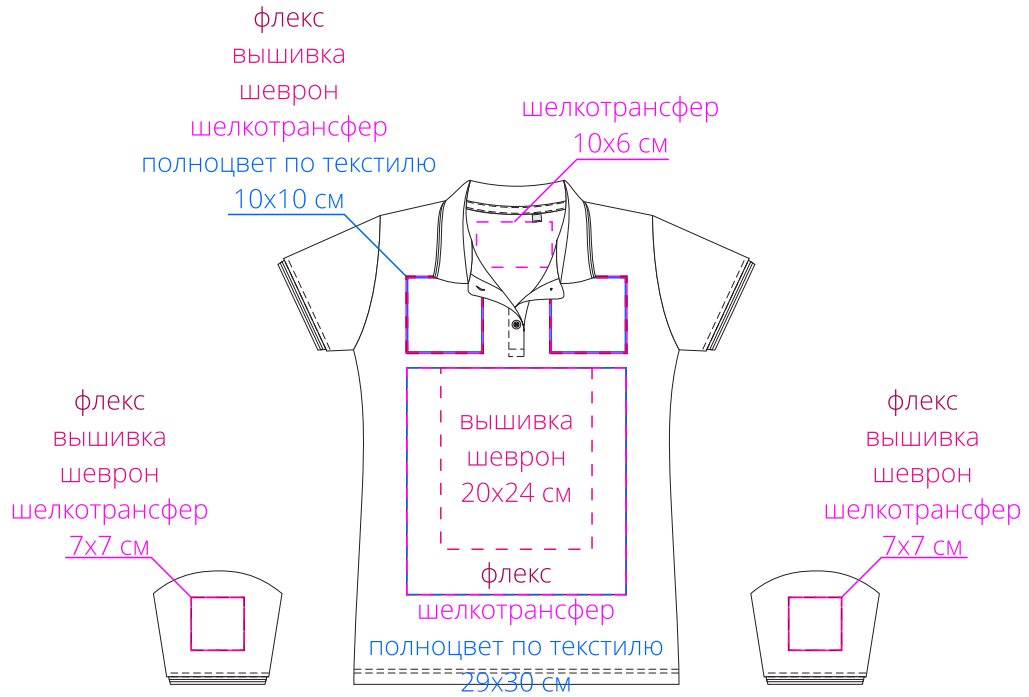 флекс
вышивка
шеврон
шелкотрансфер
полноцвет по текстилю
10x10 см
шелкотрансфер
10x6 см
флекс
вышивка
шеврон
шелкотрансфер
7x7 см
вышивка
шеврон
20x24 см
флекс
шелкотрансфер
полноцвет по текстилю
29x30 см
флекс
вышивка
шеврон
шелкотрансфер
7x7 см